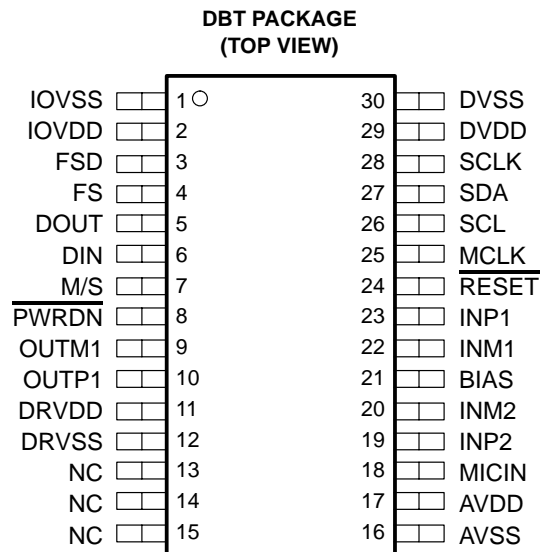 DBT PACKAGE
(TOP VIEW)
IOVSS 1 30 DVSS
IOVDD 2 29 DVDD
FSD 3 28 SCLK
FS 4 27 SDA
DOUT 5 26 SCL
DIN 6 25 MCLK
M/S 7 24 RESET
PWRDN 8 23 INP1
OUTM1 9 22 INM1
OUTP1 10 21 BIAS
DRVDD 11 20 INM2
DRVSS 12 19 INP2
NC 13 18 MICIN
NC 14 17 AVDD
NC 15 16 AVSS